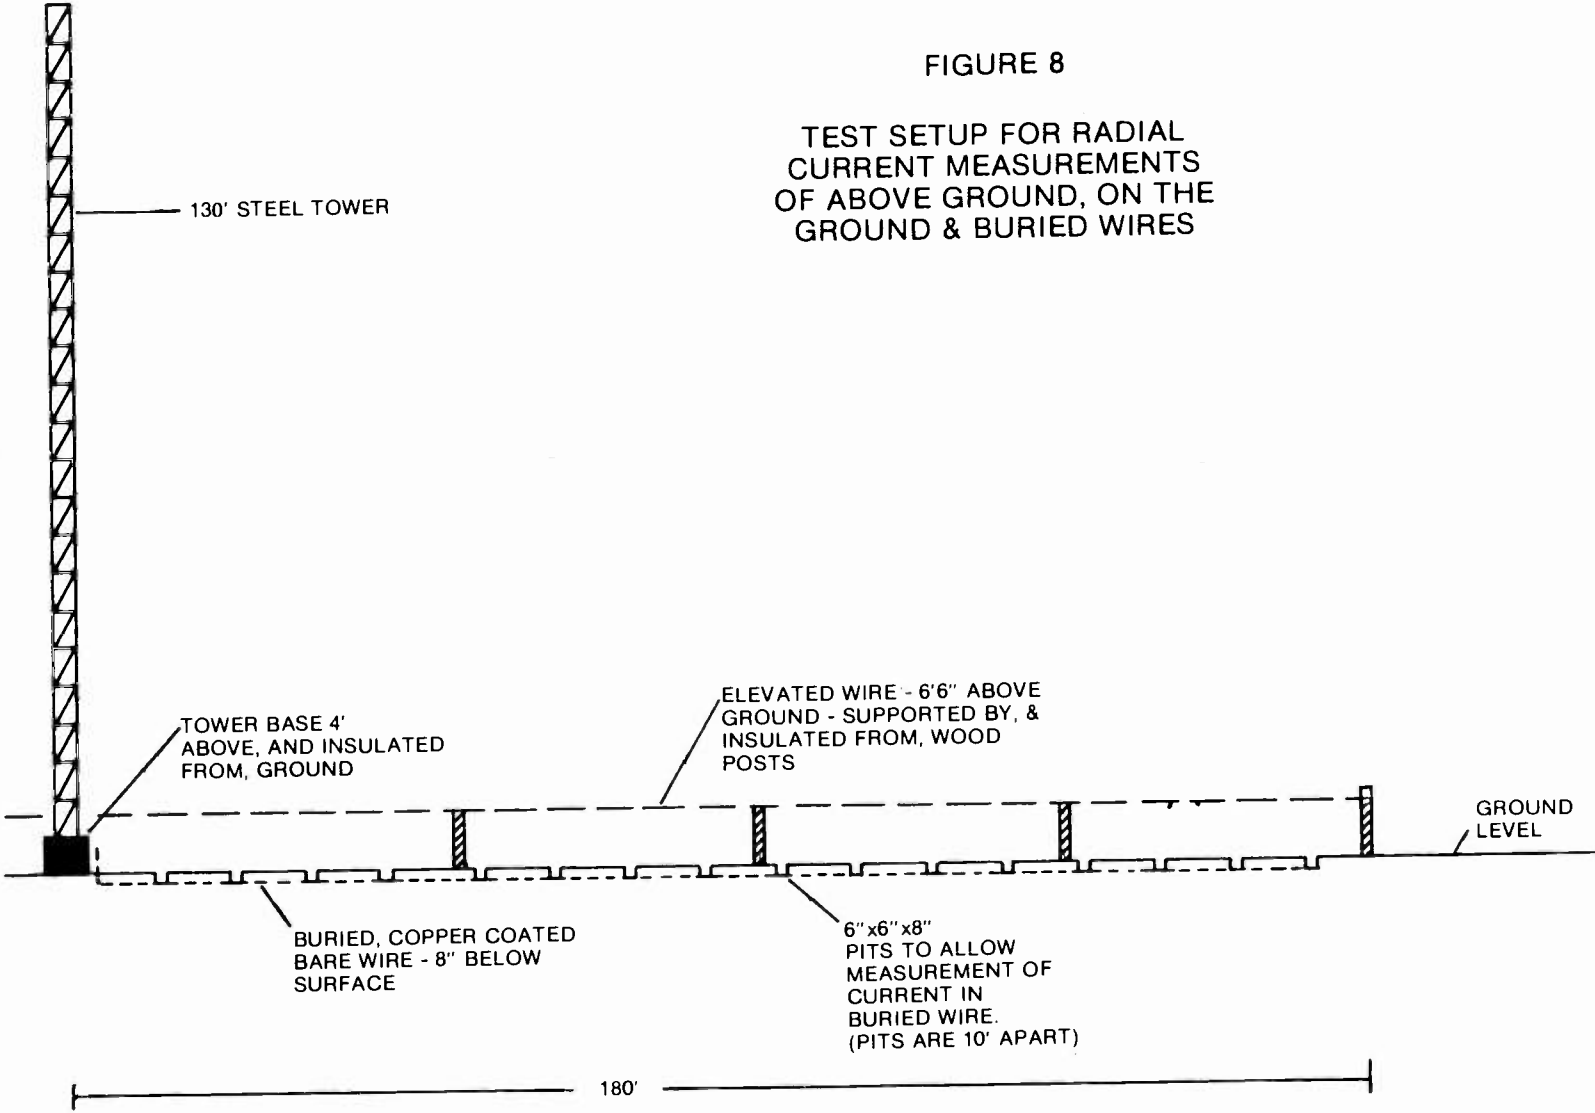 FIGURE 8
TEST SETUP FOR RADIAL
CURRENT MEASUREMENTS
OF ABOVE GROUND, ON THE
GROUND & BURIED WIRES
130' STEEL TOWER
TOWER BASE 4'
ABOVE, AND INSULATED
FROM, GROUND
ELEVATED WIRE - 6'6" ABOVE
GROUND - SUPPORTED BY, &
INSULATED FROM, WOOD
POSTS
GROUND
LEVEL
BURIED, COPPER COATED
BARE WIRE - 8" BELOW
SURFACE
6"x6"x8"
PITS TO ALLOW
MEASUREMENT OF
CURRENT IN
BURIED WIRE.
(PITS ARE 10' APART)
180'